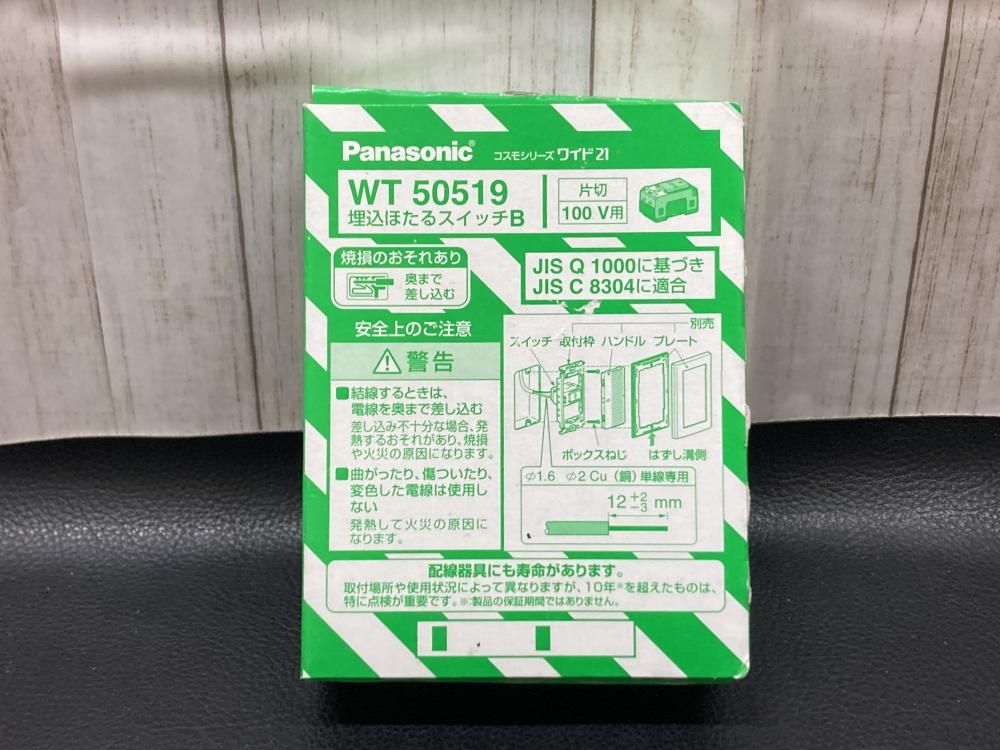 Panasonic® コスモシリーズ ワイド21
WT 50519
埋込ほたるスイッチB
片切
100 V用
焼損のおそれあり
奥まで
差し込む
JIS Q 1000に基づき
JIS C 8304に適合
安全上のご注意
警告
■結線するときは、
電線を奥まで差し込む
差し込み不十分な場合、発
熱するおそれがあり、焼損
や火災の原因になります。
■曲がったり、傷ついたり、
変色した電線は使用し
ない
発熱して火災の原因に
なります。
別売
スイッチ 取付枠 ハンドル プレート
ボックスねじ はずし溝側
φ1.6 φ2 Cu(銅)単線専用
12 +2 −3 mm
配線器具にも寿命があります。
取付場所や使用状況によって異なりますが、10年※を超えたものは、
特に点検が重要です。※:製品の保証期間ではありません。